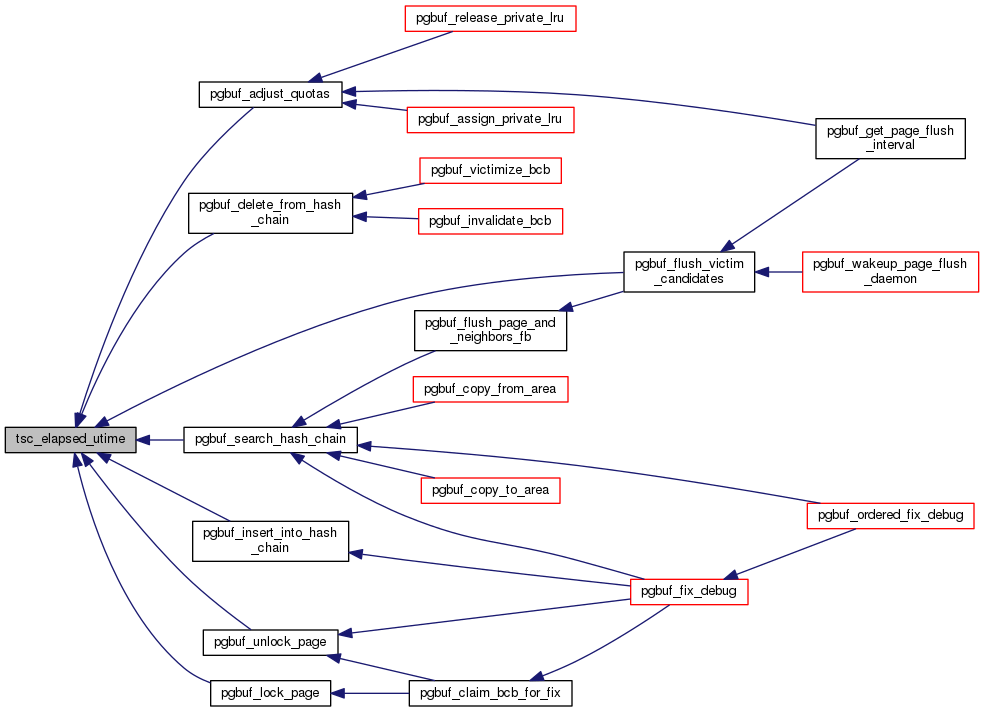 pgbuf_release_private_lru
pgbuf_adjust_quotas
pgbuf_assign_private_lru
pgbuf_get_page_flush
_interval
pgbuf_victimize_bcb
pgbuf_delete_from_hash
_chain
pgbuf_invalidate_bcb
pgbuf_flush_victim
_candidates
pgbuf_wakeup_page_flush
_daemon
pgbuf_flush_page_and
_neighbors_fb
pgbuf_copy_from_area
tsc_elapsed_utime
pgbuf_search_hash_chain
pgbuf_copy_to_area
pgbuf_ordered_fix_debug
pgbuf_insert_into_hash
_chain
pgbuf_fix_debug
pgbuf_unlock_page
pgbuf_lock_page
pgbuf_claim_bcb_for_fix